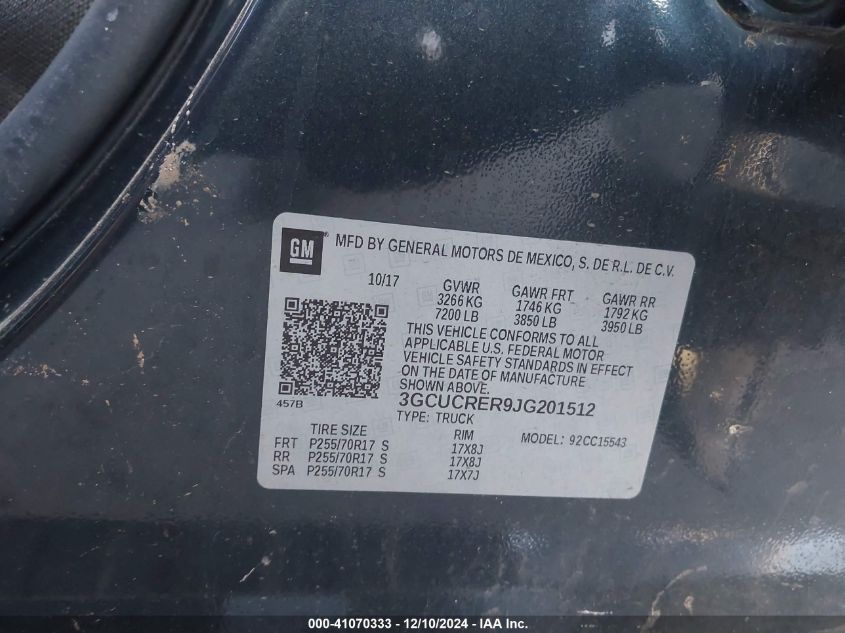 GM
MFD BY GENERAL MOTORS DE MEXICO, S. DE R.L. DE C.V.
10/17 GVWR GAWR FRT GAWR RR
3266 KG 1746 KG 1792 KG
7200 LB 3850 LB 3950 LB
THIS VEHICLE CONFORMS TO ALL
APPLICABLE U.S. FEDERAL MOTOR
VEHICLE SAFETY STANDARDS IN EFFECT
ON THE DATE OF MANUFACTURE
SHOWN ABOVE.
457B 3GCUCRER9JG201512
TYPE: TRUCK
TIRE SIZE RIM MODEL: 92CC15543
FRT P255/70R17 S 17X8J
RR P255/70R17 S 17X8J
SPA P255/70R17 S 17X7J
000-41070333 - 12/10/2024 - IAA, Inc.